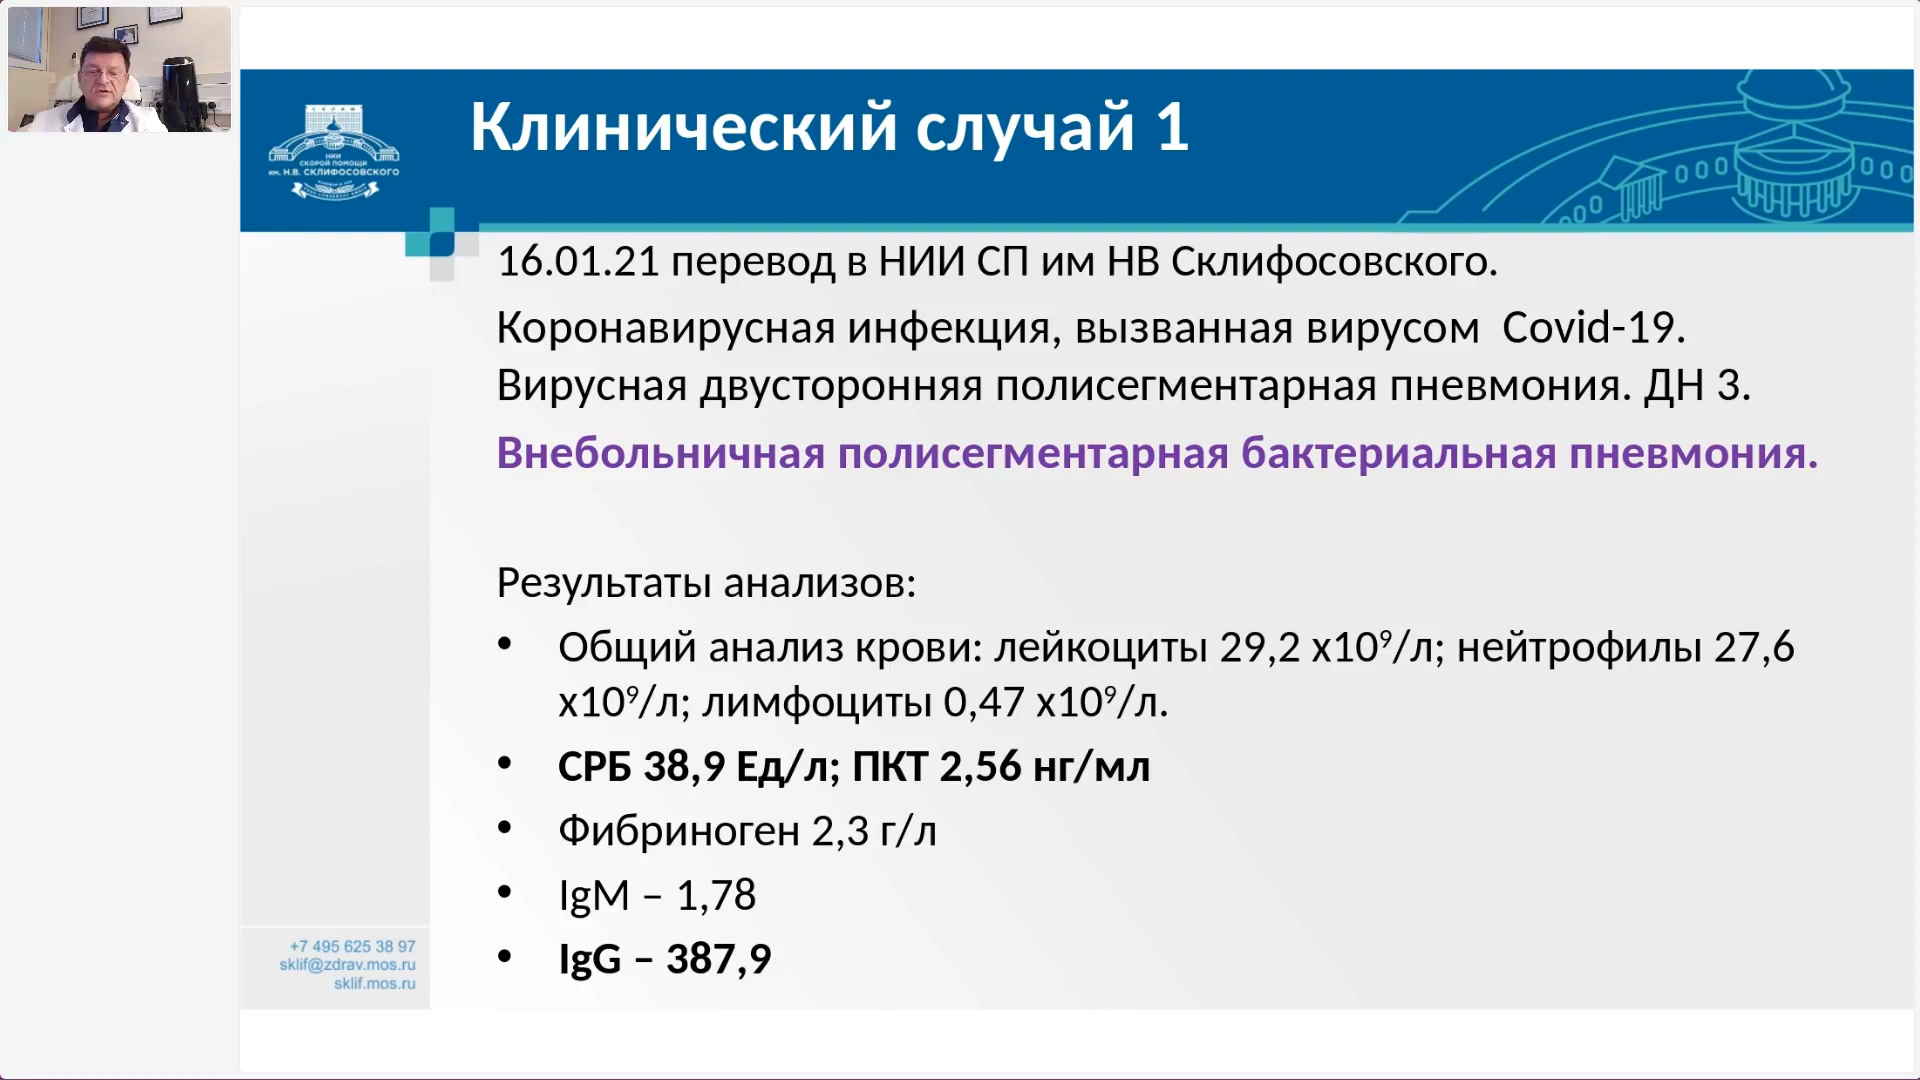 Клинический случай 1
НИИ
СКОРОЙ ПОМОЩИ
им. Н.В. СКЛИФОСОВСКОГО
16.01.21 перевод в НИИ СП им НВ Склифосовского.
Коронавирусная инфекция, вызванная вирусом Covid-19.
Вирусная двусторонняя полисегментарная пневмония. ДН 3.
Внебольничная полисегментарная бактериальная пневмония.
Результаты анализов:
• Общий анализ крови: лейкоциты 29,2 х10⁹/л; нейтрофилы 27,6
х10⁹/л; лимфоциты 0,47 х10⁹/л.
• СРБ 38,9 Ед/л; ПКТ 2,56 нг/мл
• Фибриноген 2,3 г/л
• IgM – 1,78
• IgG – 387,9
+7 495 625 38 97
sklif@zdrav.mos.ru
sklif.mos.ru